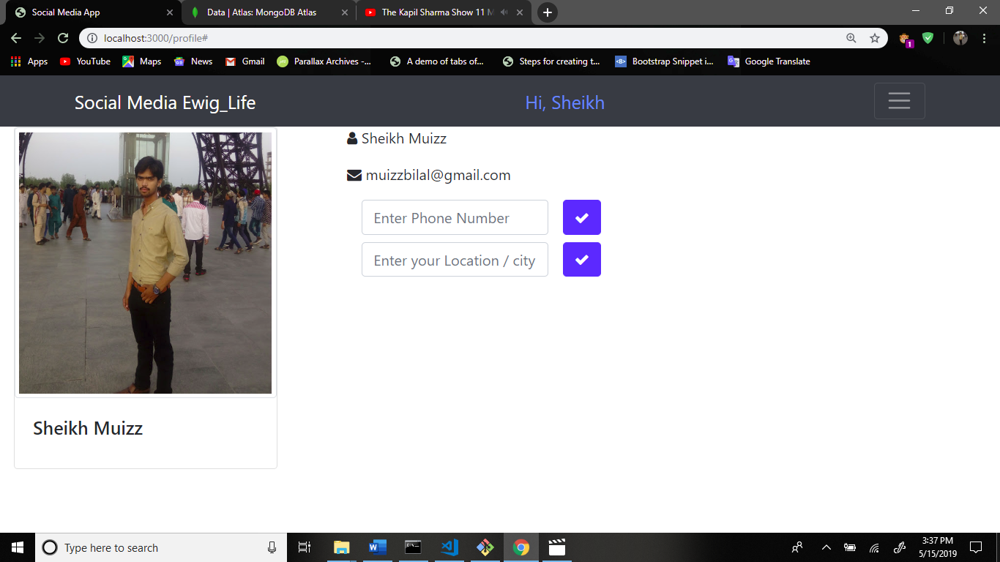 Social Media App
Data | Atlas: MongoDB Atlas
The Kapil Sharma Show 11 M
localhost:3000/profile#
1
Apps
YouTube
Maps
News
Gmail
Parallax Archives -...
A demo of tabs of...
Steps for creating t...
<B>
Bootstrap Snippet i...
Google Translate
Social Media Ewig_Life
Hi, Sheikh
Sheikh Muizz
muizzbilal@gmail.com
Enter Phone Number
Enter your Location / city
Sheikh Muizz
Type here to search
3:37 PM
5/15/2019